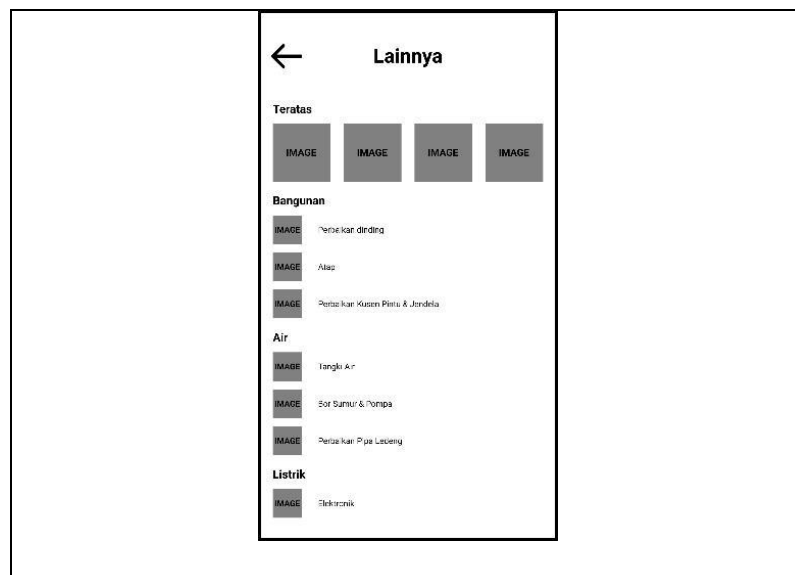 Lainnya
Teratas
IMAGE IMAGE IMAGE IMAGE
Bangunan
IMAGE Perbaikan dinding
IMAGE Atap
IMAGE Perbaikan Kusen Pintu & Jendela
Air
IMAGE Tangki Air
IMAGE Bor Sumur & Pompa
IMAGE Perbaikan Pipa Ledeng
Listrik
IMAGE Elektronik